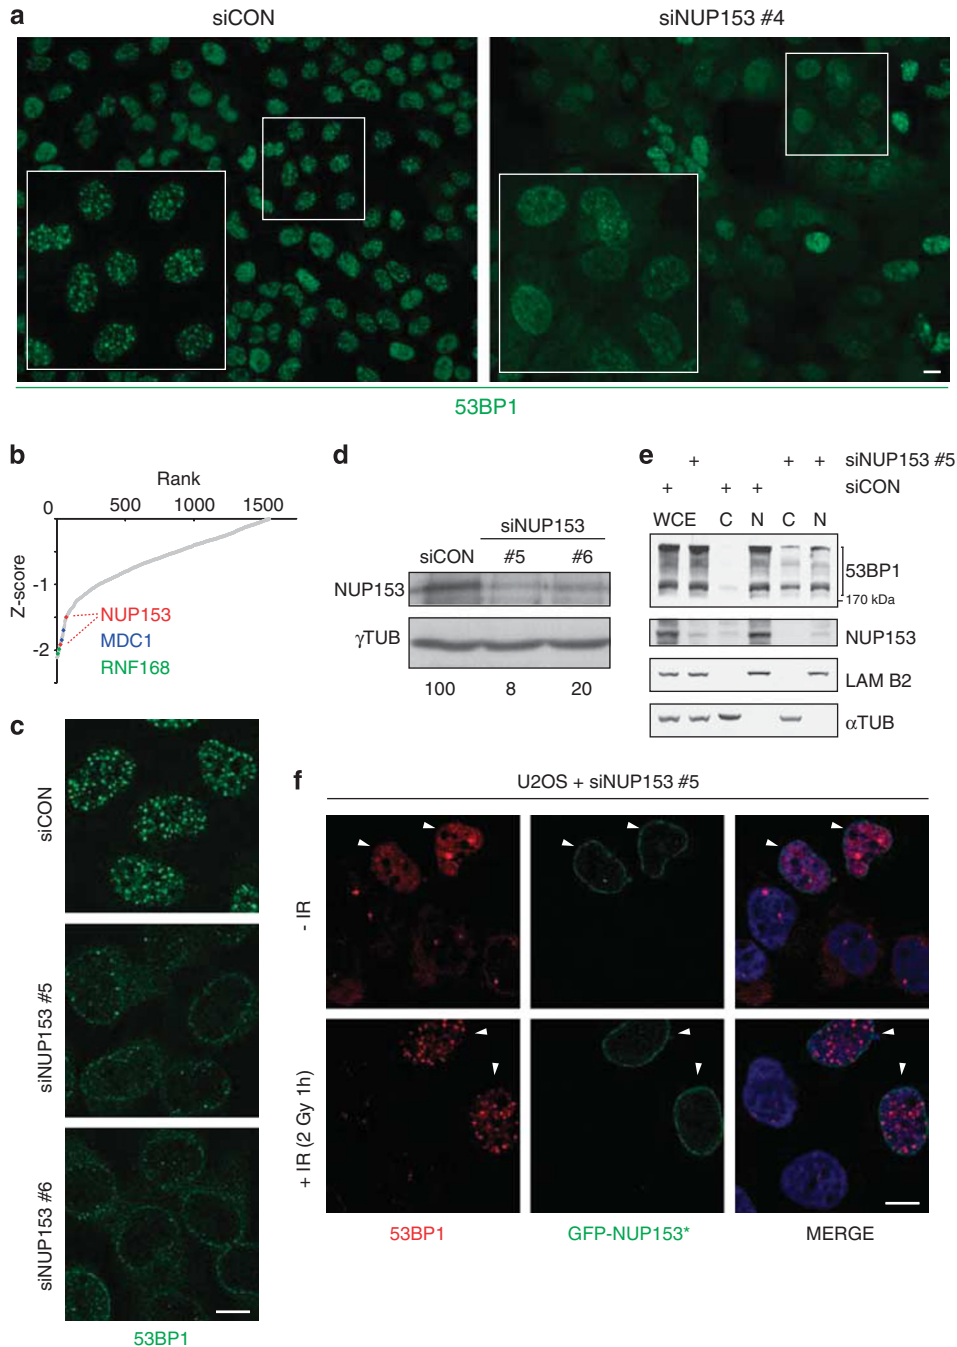 a
siCON
siNUP153 #4
53BP1
b
Rank
0 500 1000 1500
Z-score
-1
-2
NUP153
MDC1
RNF168
c
siCON
siNUP153 #5
siNUP153 #6
53BP1
d
siNUP153
siCON #5 #6
NUP153
γTUB
100 8 20
e
+ + + siNUP153 #5
+ + + siCON
WCE C N C N
53BP1
170 kDa
NUP153
LAM B2
αTUB
f
U2OS + siNUP153 #5
- IR
+ IR (2 Gy 1h)
53BP1
GFP-NUP153*
MERGE